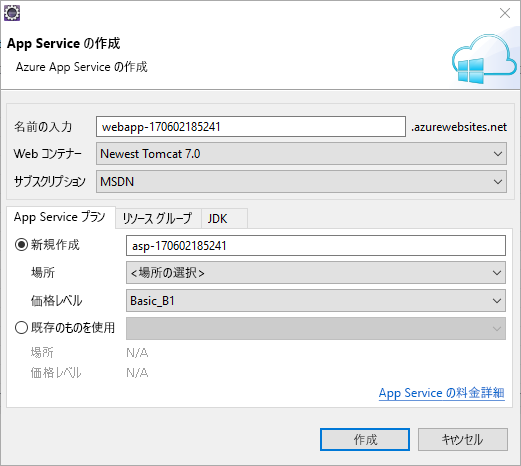 App Service の作成
Azure App Service の作成
名前の入力 webapp-170602185241 .azurewebsites.net
Web コンテナー Newest Tomcat 7.0
サブスクリプション MSDN
App Service プラン リソース グループ JDK
新規作成 asp-170602185241
場所 <場所の選択>
価格レベル Basic_B1
既存のものを使用
場所 N/A
価格レベル N/A
App Service の料金詳細
作成 キャンセル